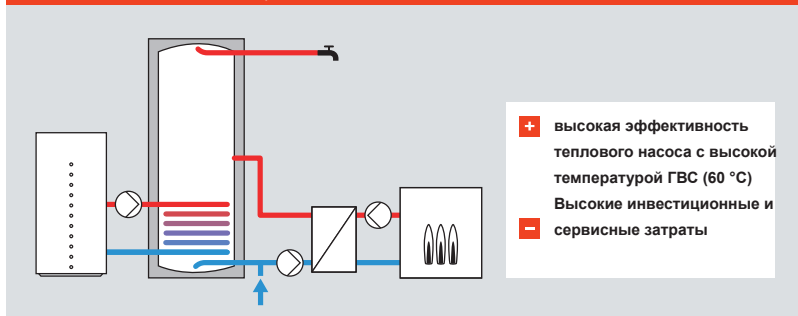 высокая эффективность
теплового насоса с высокой
температурой ГВС (60 °C)
Высокие инвестиционные и
сервисные затраты